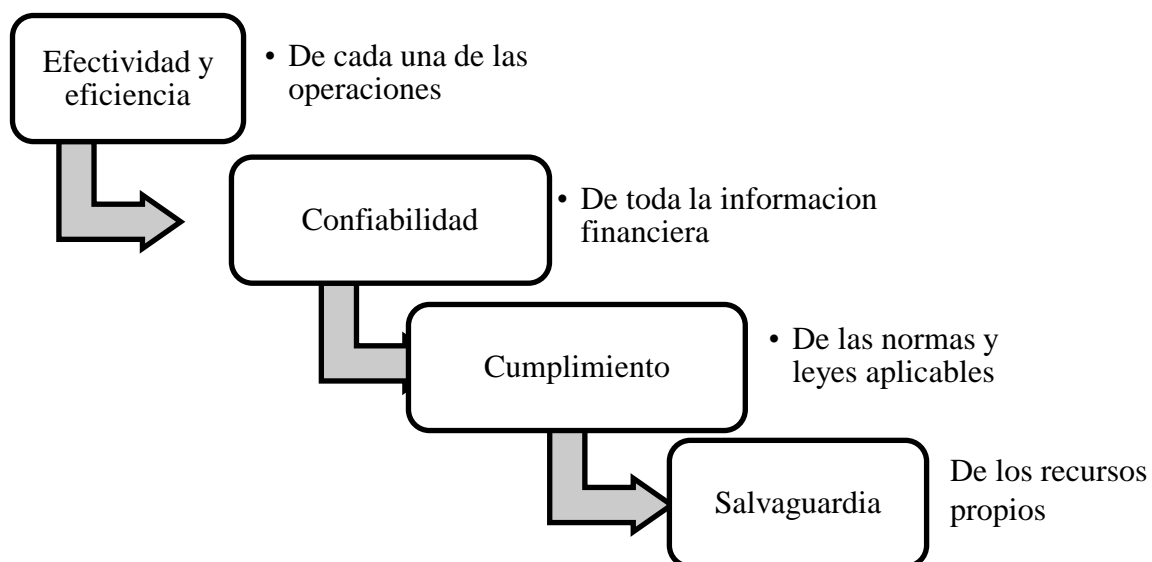 Efectividad y
eficiencia
• De cada una de las
operaciones
Confiabilidad
• De toda la informacion
financiera
Cumplimiento
• De las normas y
leyes aplicables
Salvaguardia
De los recursos
propios